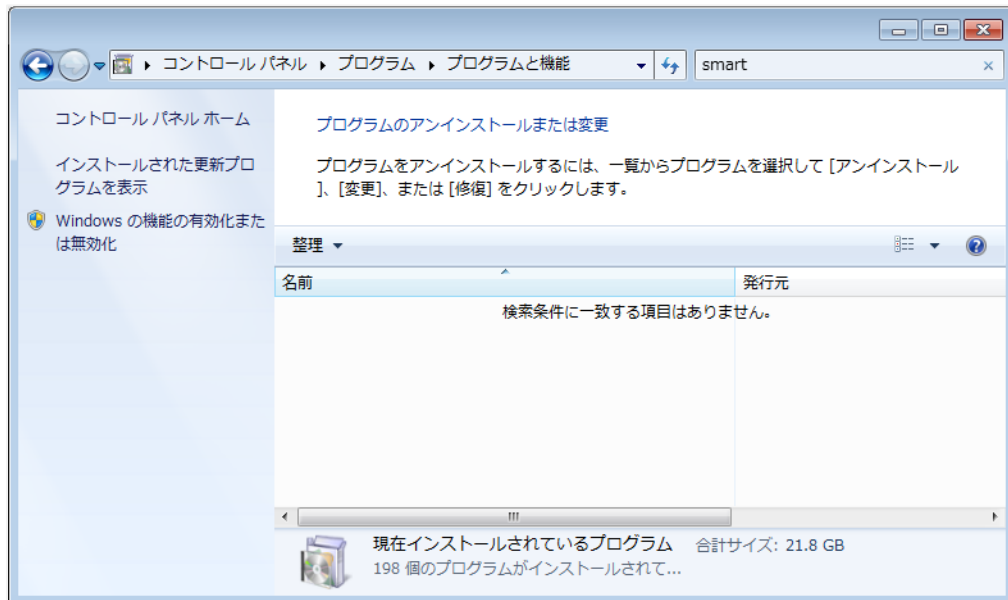 コントロール パネル ▸ プログラム ▸ プログラムと機能
smart
コントロール パネル ホーム
インストールされた更新プロ
グラムを表示
Windows の機能の有効化また
は無効化
プログラムのアンインストールまたは変更
プログラムをアンインストールするには、一覧からプログラムを選択して [アンインストール
]、[変更]、または [修復] をクリックします。
整理
名前
発行元
検索条件に一致する項目はありません。
現在インストールされているプログラム 合計サイズ: 21.8 GB
198 個のプログラムがインストールされて...